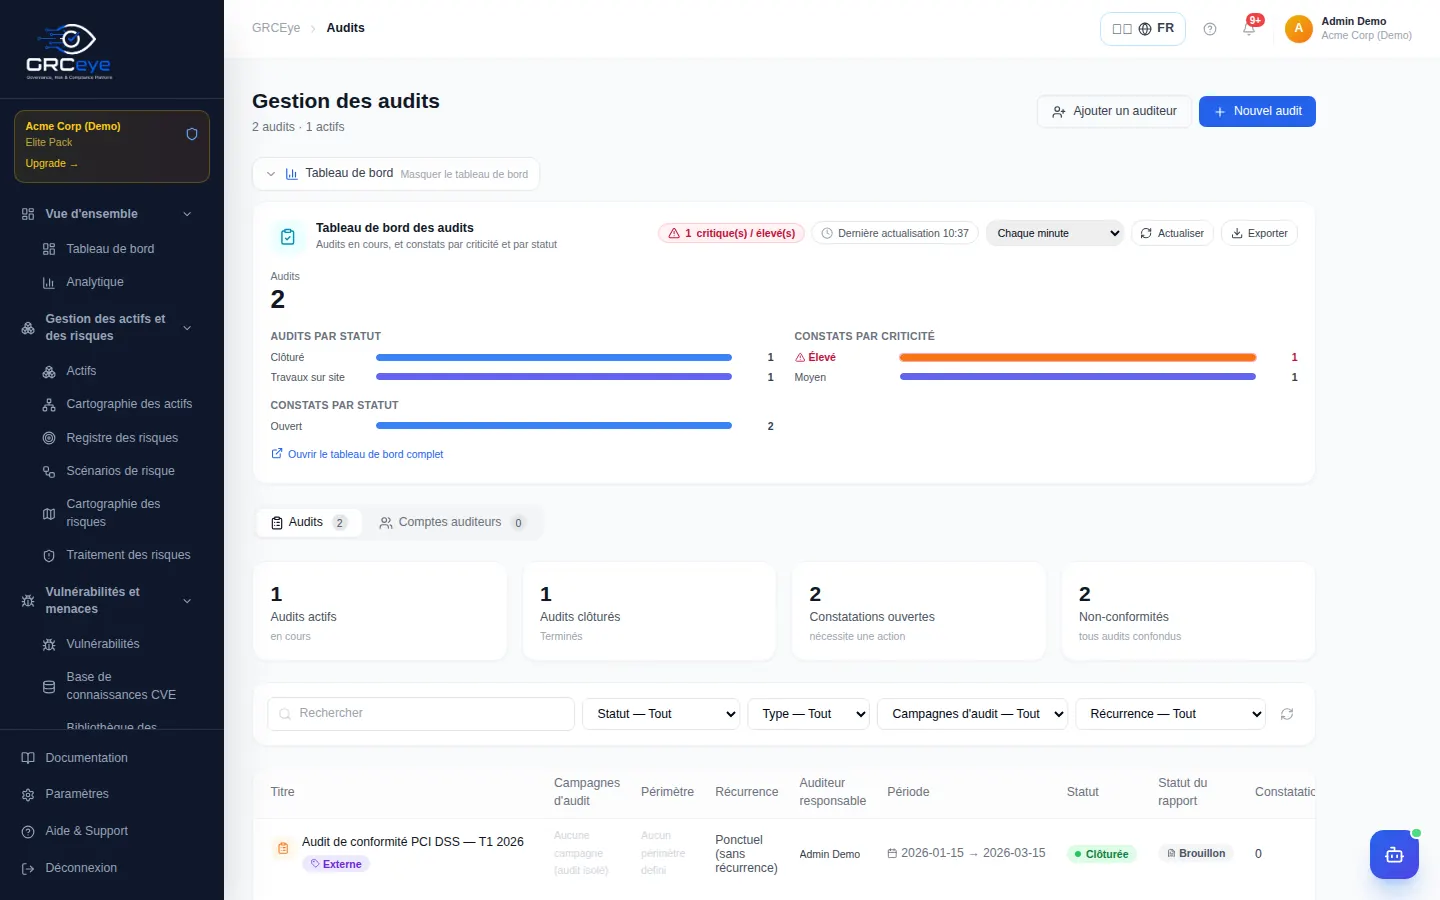 GRCeye
Governance, Risk & Compliance Platform
Acme Corp (Demo)
Elite Pack
Upgrade →
Vue d'ensemble
Tableau de bord
Analytique
Gestion des actifs et
des risques
Actifs
Cartographie des actifs
Registre des risques
Scénarios de risque
Cartographie des
risques
Traitement des risques
Vulnérabilités et
menaces
Vulnérabilités
Base de
connaissances CVE
Bibliothèque des
Documentation
Paramètres
Aide & Support
Déconnexion
GRCEye > Audits
FR
9+
A
Admin Demo
Acme Corp (Demo)
Gestion des audits
2 audits · 1 actifs
Ajouter un auditeur
Nouvel audit
Tableau de bord Masquer le tableau de bord
Tableau de bord des audits
Audits en cours, et constats par criticité et par statut
1 critique(s) / élevé(s)
Dernière actualisation 10:37
Chaque minute
Actualiser
Exporter
Audits
2
AUDITS PAR STATUT
Clôturé 1
Travaux sur site 1
CONSTATS PAR CRITICITÉ
Élevé 1
Moyen 1
CONSTATS PAR STATUT
Ouvert 2
Ouvrir le tableau de bord complet
Audits 2
Comptes auditeurs 0
1
Audits actifs
en cours
1
Audits clôturés
Terminés
2
Constatations ouvertes
nécessite une action
2
Non-conformités
tous audits confondus
Rechercher
Statut — Tout
Type — Tout
Campagnes d'audit — Tout
Récurrence — Tout
Titre
Campagnes
d'audit
Périmètre
Récurrence
Auditeur
responsable
Période
Statut
Statut du
rapport
Constatatio
Audit de conformité PCI DSS — T1 2026
Externe
Aucune
campagne
(audit isolé)
Aucun
périmètre
défini
Ponctuel
(sans
récurrence)
Admin Demo
2026-01-15 → 2026-03-15
Clôturée
Brouillon
0